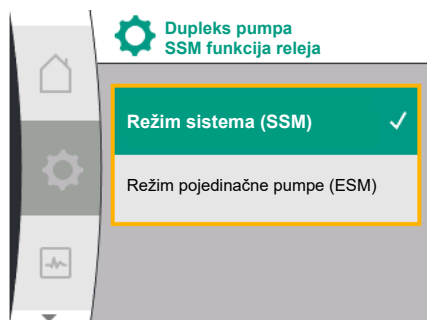 Dupleks pumpa
SSM funkcija releja
Režim sistema (SSM)
Režim pojedinačne pumpe (ESM)